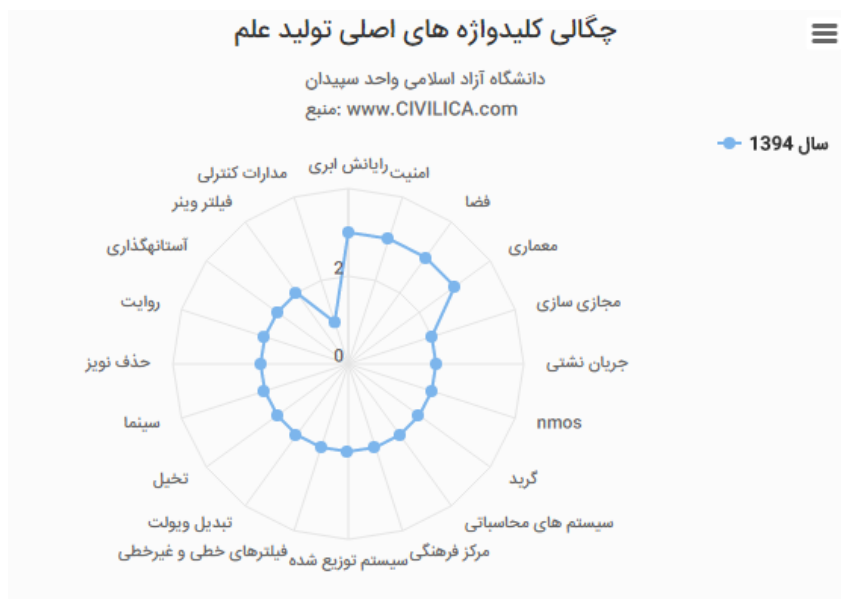 چگالی کلیدواژه های اصلی تولید علم
دانشگاه آزاد اسلامی واحد سپیدان
منبع: www.CIVILICA.com
سال 1394
رایانش ابری
امنیت
فضا
معماری
مجازی سازی
جریان نشتی
nmos
گرید
سیستم های محاسباتی
مرکز فرهنگی
سیستم توزیع شده
فیلترهای خطی و غیرخطی
تبدیل ویولت
تخیل
سینما
حذف نویز
روایت
آستانهگذاری
فیلتر وینر
مدارات کنترلی
2
0